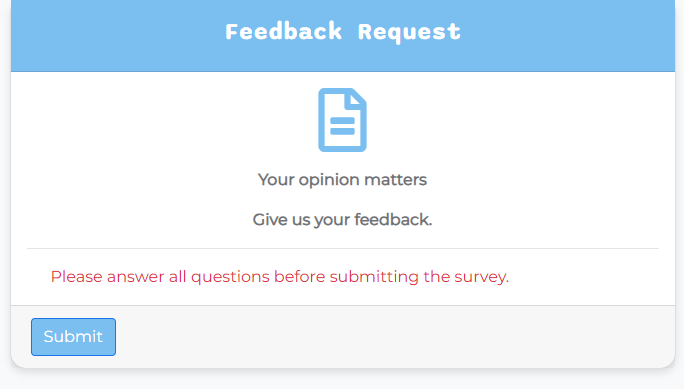 Feedback Request
Your opinion matters
Give us your feedback.
Please answer all questions before submitting the survey.
Submit